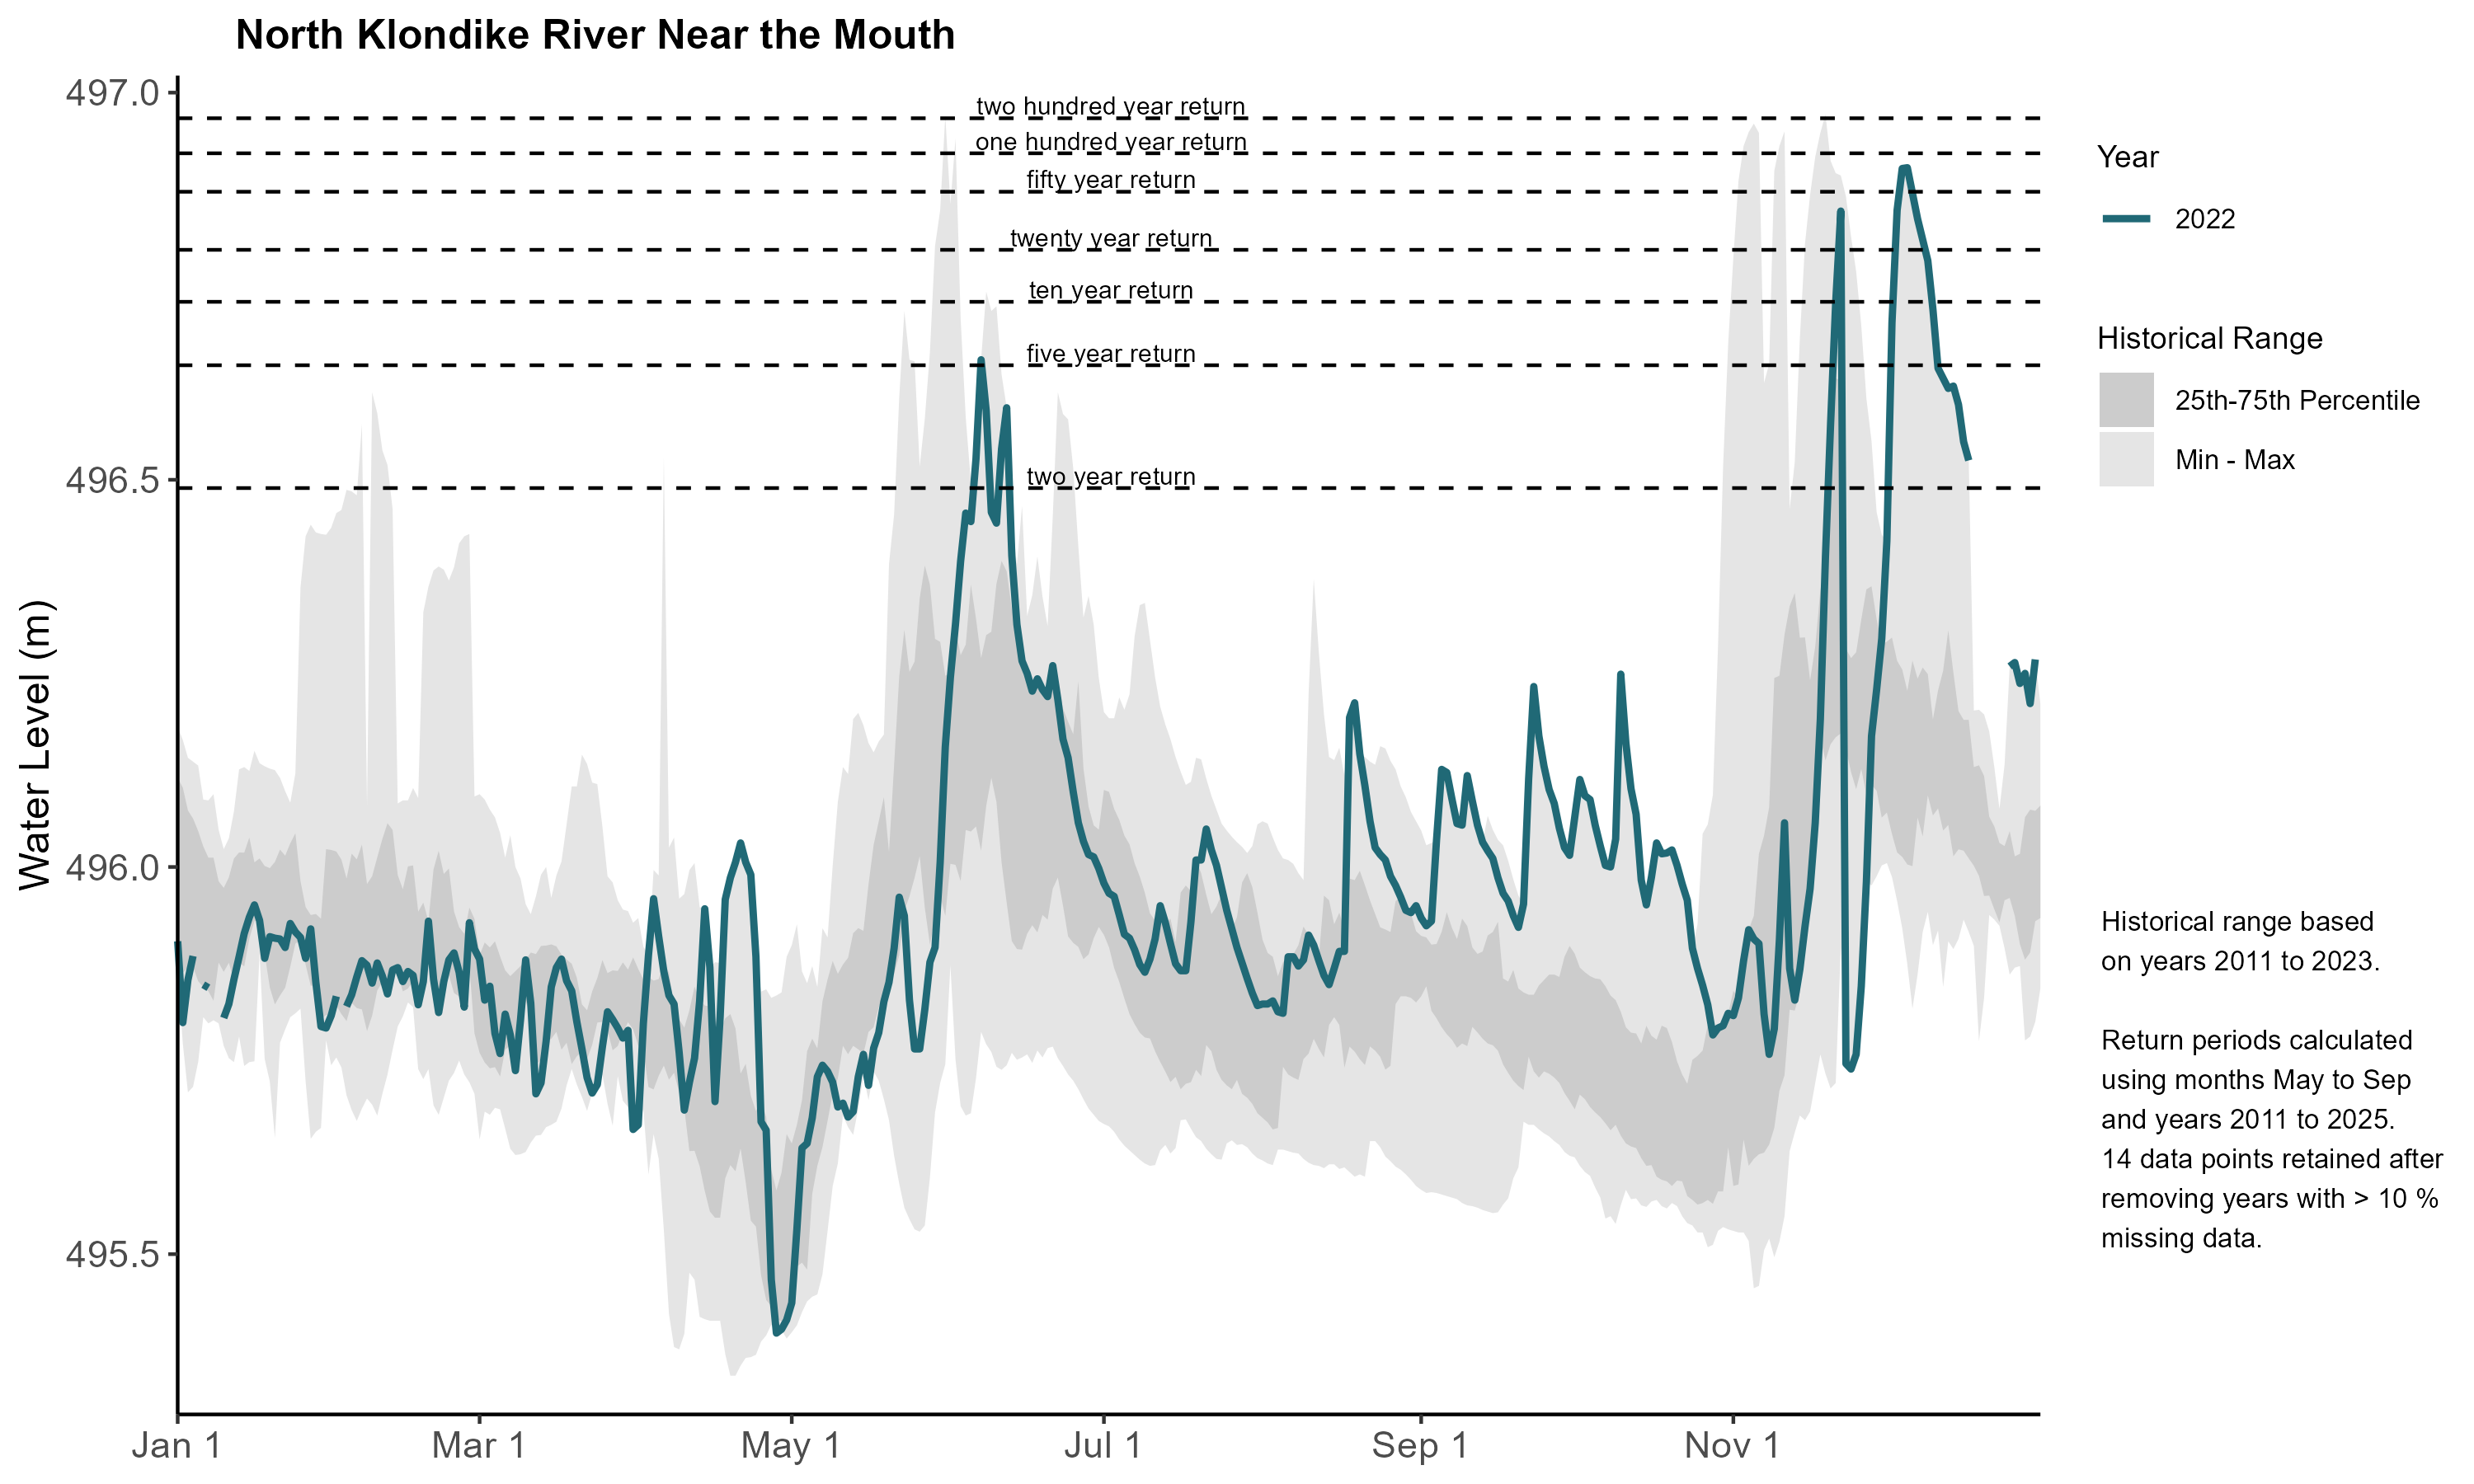 North Klondike River Near the Mouth
497.0
496.5
496.0
495.5
Water Level (m)
two hundred year return
one hundred year return
fifty year return
twenty year return
ten year return
five year return
two year return
Jan 1
Mar 1
May 1
Jul 1
Sep 1
Nov 1
Year
2022
Historical Range
25th-75th Percentile
Min - Max
Historical range based
on years 2011 to 2023.
Return periods calculated
using months May to Sep
and years 2011 to 2025.
14 data points retained after
removing years with > 10 %
missing data.